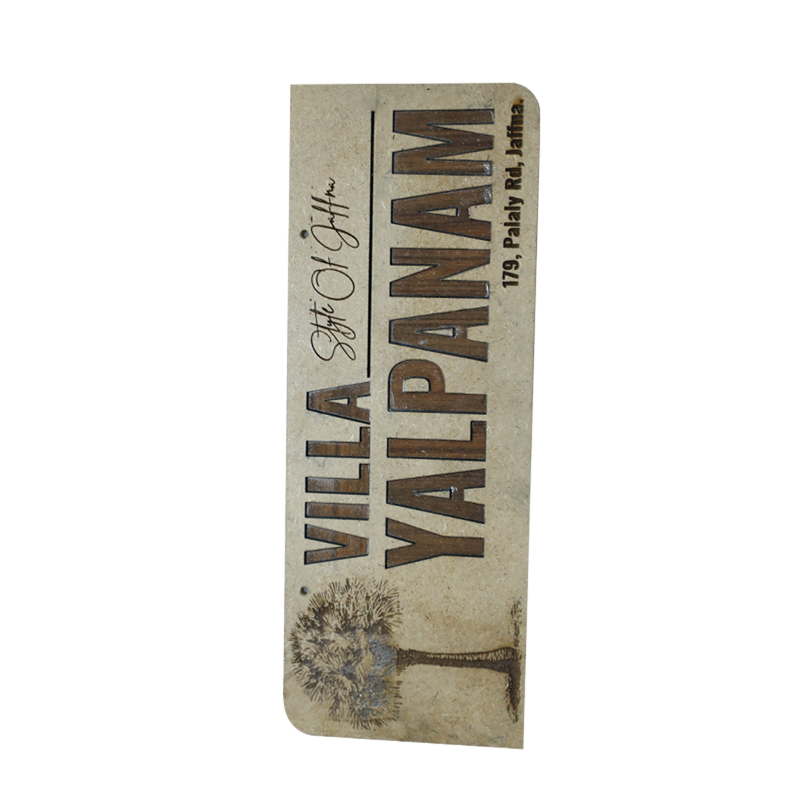 VILLA Style Of Jaffna
YALPANAM
179, Palaly Rd, Jaffna.